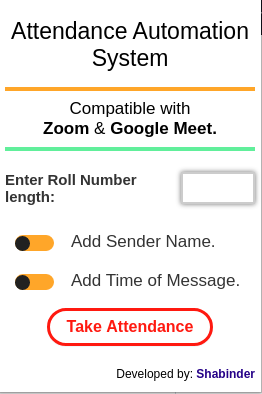 Attendance Automation
System
Compatible with
Zoom & Google Meet.
Enter Roll Number
length:
Add Sender Name.
Add Time of Message.
Take Attendance
Developed by: Shabinder